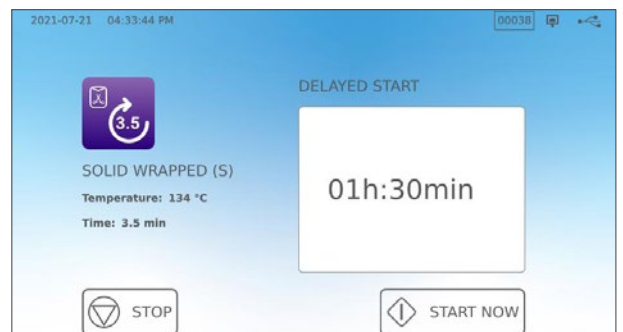 2021-07-21 04:33:44 PM 00038
DELAYED START
3.5
SOLID WRAPPED (S)
Temperature: 134 °C
Time: 3.5 min
01h:30min
STOP
START NOW